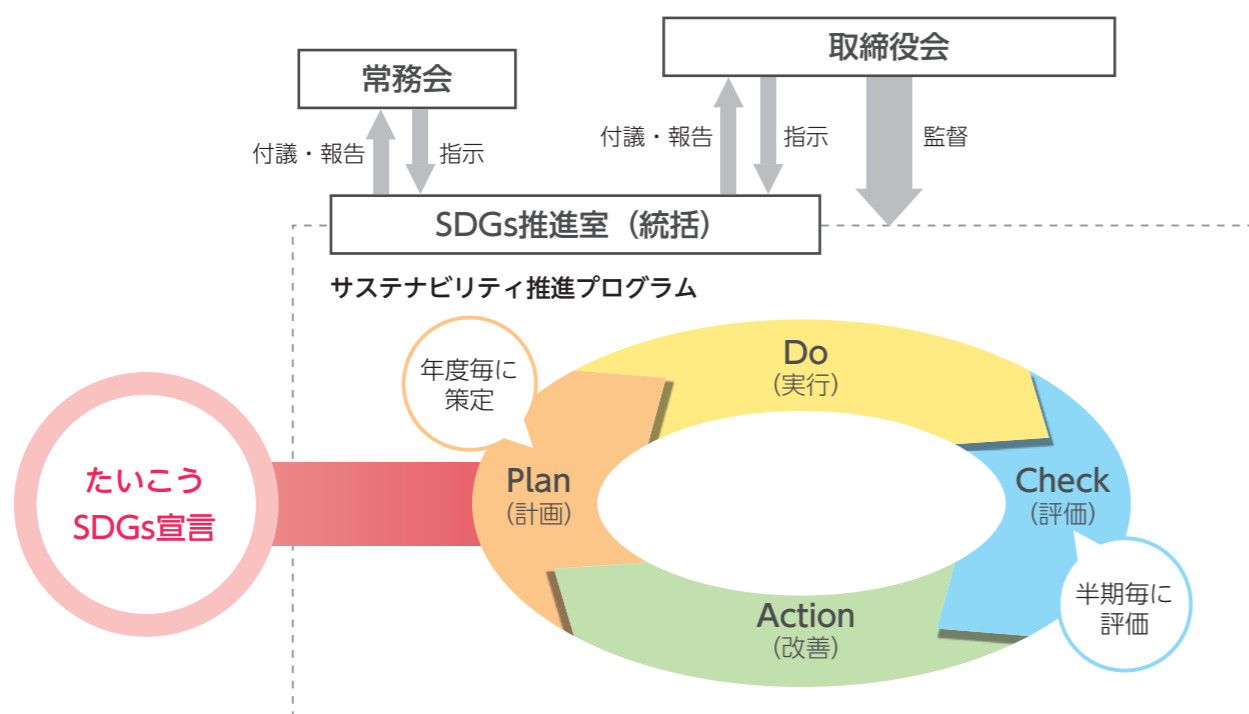 取締役会
常務会
付議・報告
指示
付議・報告
指示
監督
SDGs推進室（統括）
サステナビリティ推進プログラム
年度毎に
策定
Do
（実行）
たいこう
SDGs宣言
Plan
（計画）
Check
（評価）
半期毎に
評価
Action
（改善）